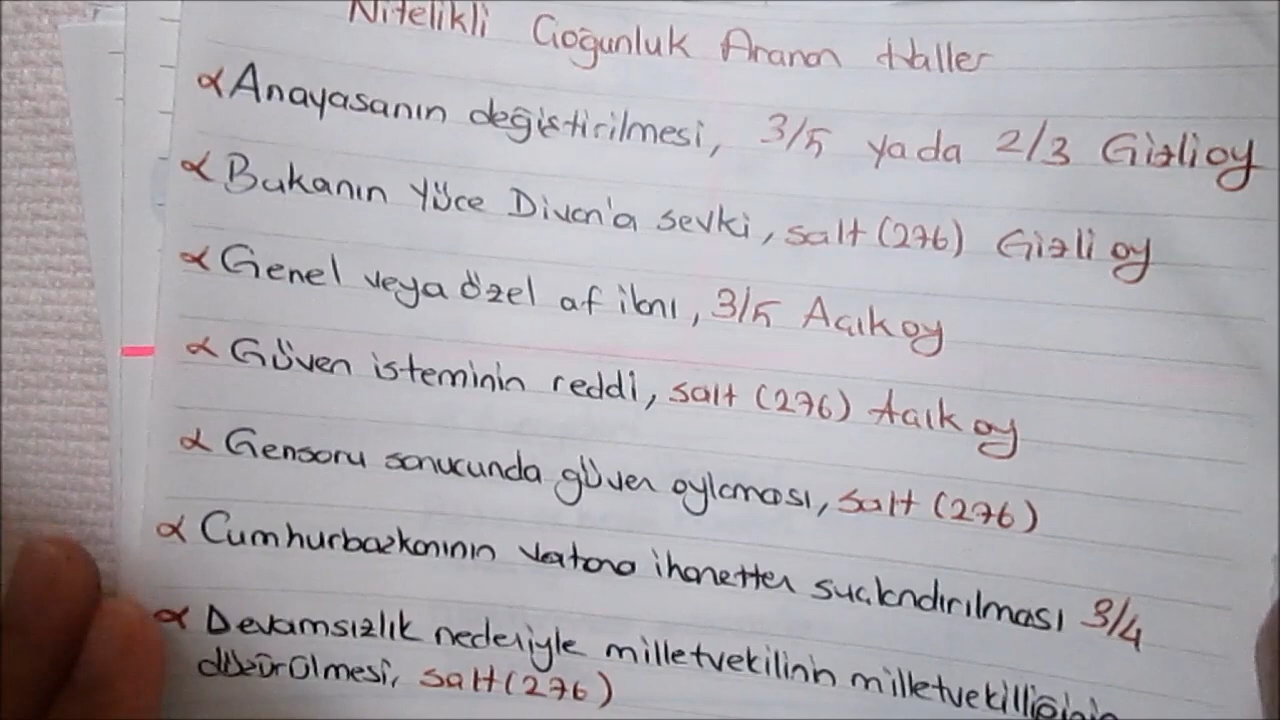 Nitelikli Çoğunluk Aranan Haller
α Anayasanın değiştirilmesi, 3/5 yada 2/3 Gizli oy
α Bakanın Yüce Divan'a sevki, salt (276) Gizli oy
α Genel veya özel af ilanı, 3/5 Açık oy
α Güven isteminin reddi, salt (276) Açık oy
α Gensoru sonucunda güven oylaması, salt (276)
α Cumhurbaşkanının vatana ihanetten suçlandırılması 3/4
α Devamsızlık nedeniyle milletvekilinin milletvekilliğinin
düşürülmesi, salt (276)